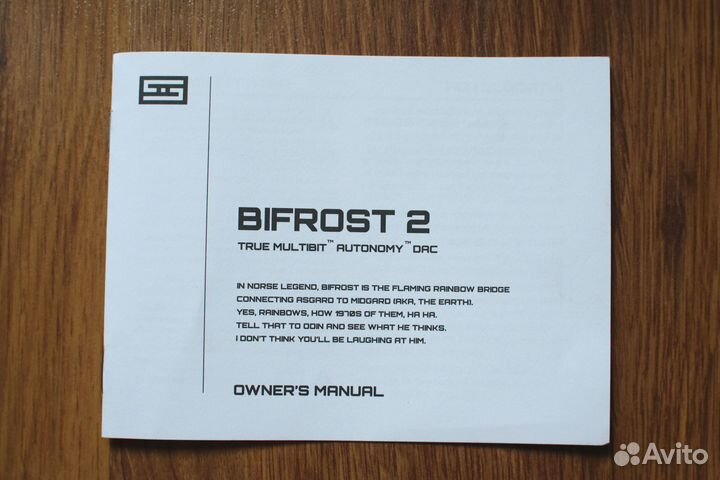 BIFROST 2
TRUE MULTIBIT™ AUTONOMY™ DAC
IN NORSE LEGEND, BIFROST IS THE FLAMING RAINBOW BRIDGE
CONNECTING ASGARD TO MIDGARD (AKA, THE EARTH).
YES, RAINBOWS, HOW 1970S OF THEM, HA HA.
TELL THAT TO ODIN AND SEE WHAT HE THINKS.
I DON'T THINK YOU'LL BE LAUGHING AT HIM.
OWNER'S MANUAL
Avito